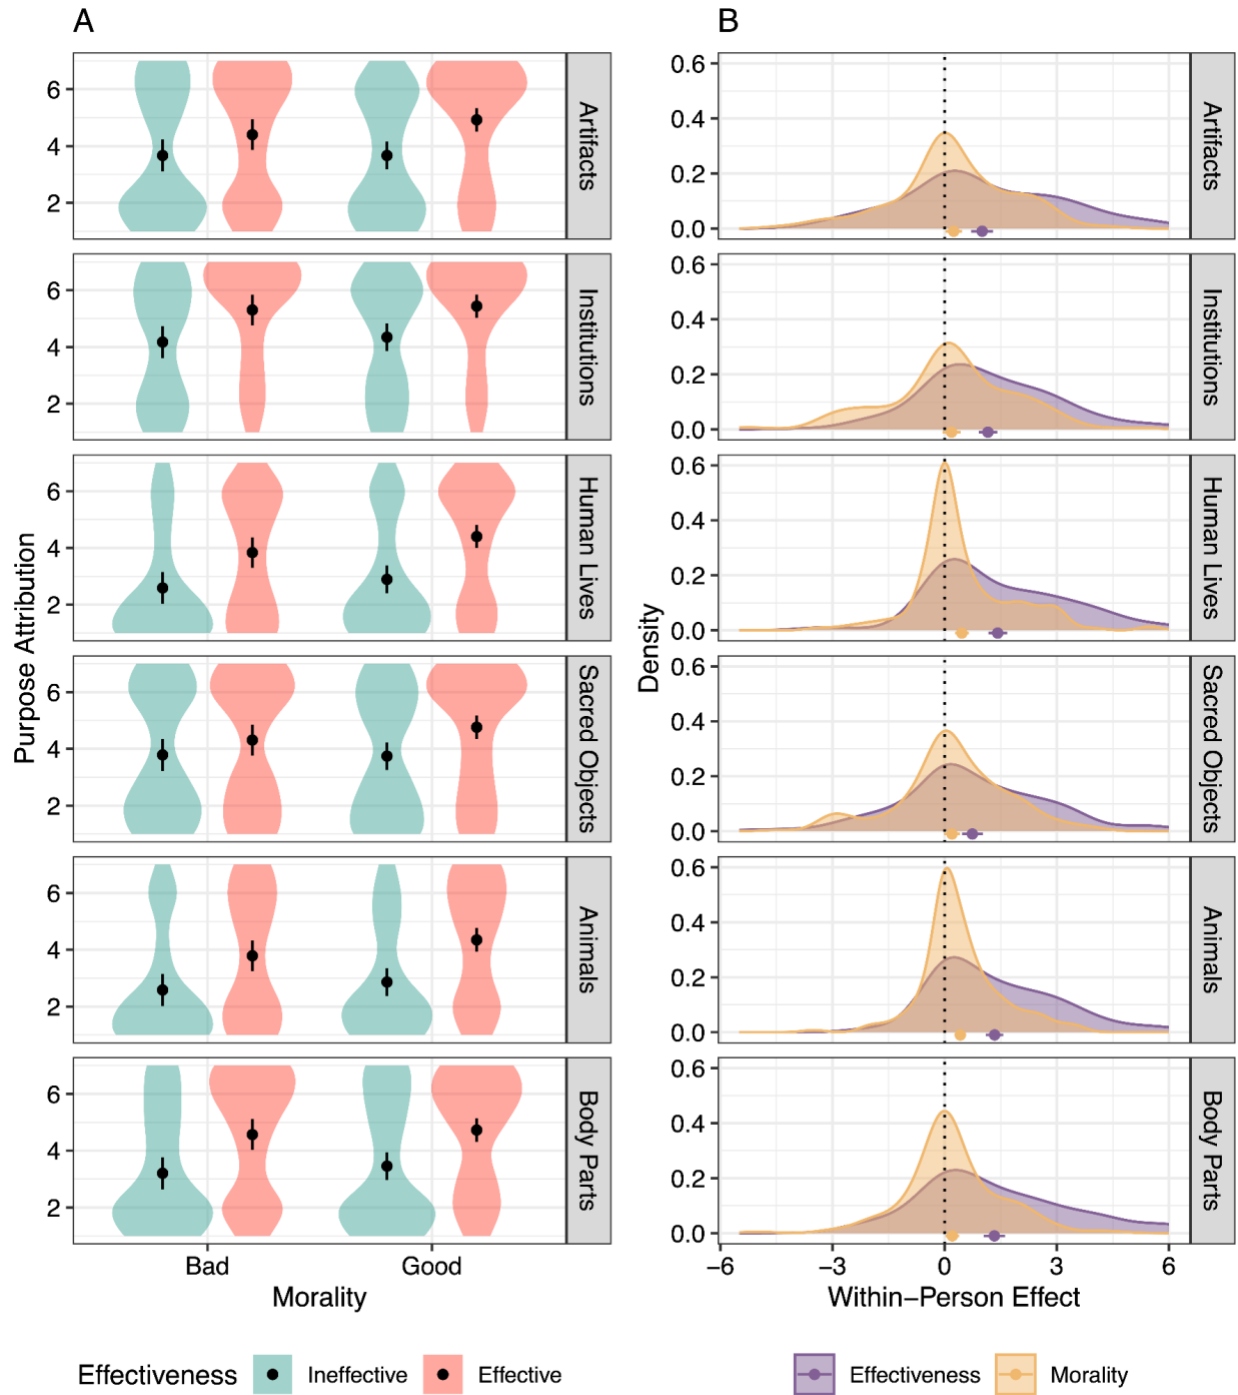 A
B
Purpose Attribution
6
4
2
Artifacts
6
4
2
Institutions
6
4
2
Human Lives
6
4
2
Sacred Objects
6
4
2
Animals
6
4
2
Body Parts
Bad
Good
Morality
Effectiveness
Ineffective
Effective
Density
0.6
0.4
0.2
0.0
Artifacts
0.6
0.4
0.2
0.0
Institutions
0.6
0.4
0.2
0.0
Human Lives
0.6
0.4
0.2
0.0
Sacred Objects
0.6
0.4
0.2
0.0
Animals
0.6
0.4
0.2
0.0
Body Parts
−6
−3
0
3
6
Within−Person Effect
Effectiveness
Morality